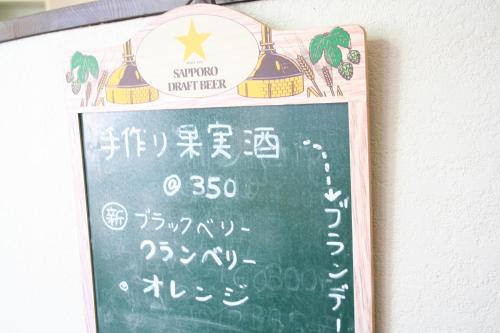 SAPPORO
DRAFT BEER
手作り果実酒
@350
新 ブラックベリー
クランベリー
・オレンジ
ブランデー